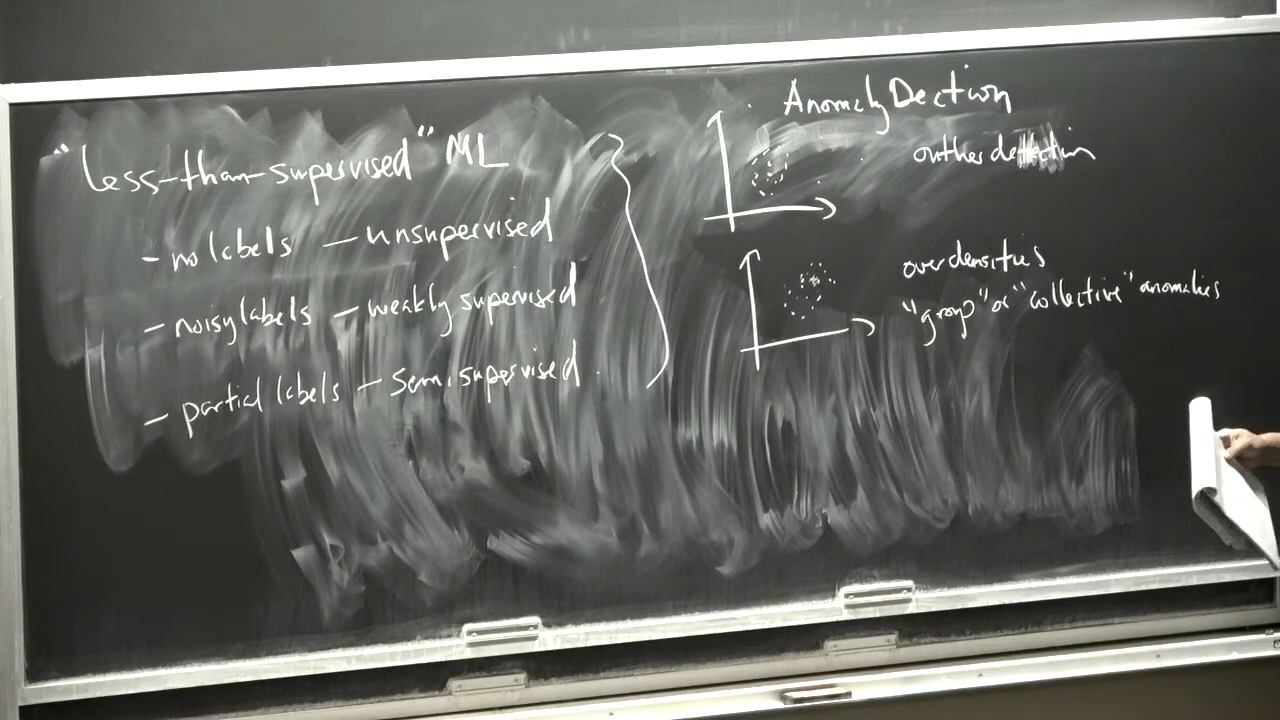 "less-than-supervised" ML
- no labels - unsupervised
- noisy labels - weakly supervised
- partial labels - semi supervised
Anomaly Dection
outlier detection
overdensities
"group" or "collective" anomalies